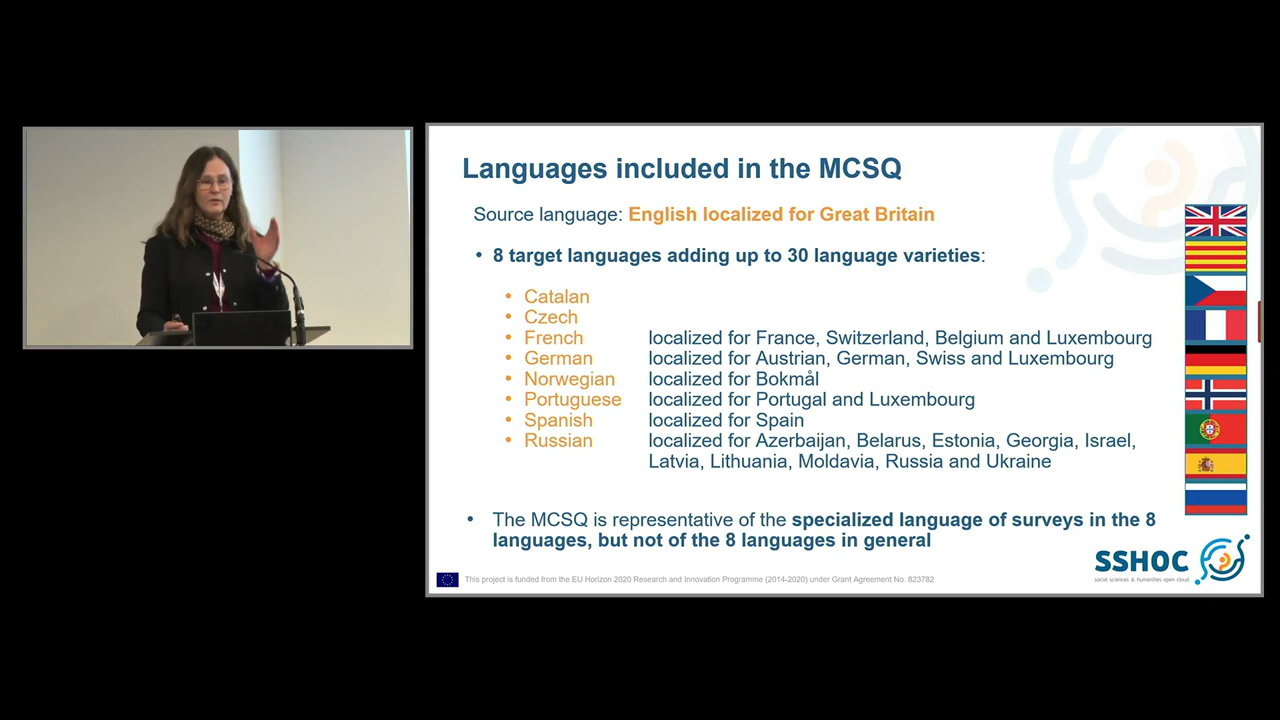 Languages included in the MCSQ
Source language: English localized for Great Britain
• 8 target languages adding up to 30 language varieties:
• Catalan
• Czech
• French localized for France, Switzerland, Belgium and Luxembourg
• German localized for Austrian, German, Swiss and Luxembourg
• Norwegian localized for Bokmål
• Portuguese localized for Portugal and Luxembourg
• Spanish localized for Spain
• Russian localized for Azerbaijan, Belarus, Estonia, Georgia, Israel,
Latvia, Lithuania, Moldavia, Russia and Ukraine
• The MCSQ is representative of the specialized language of surveys in the 8
languages, but not of the 8 languages in general
SSHOC
social sciences & humanities open cloud
This project is funded from the EU Horizon 2020 Research and Innovation Programme (2014-2020) under Grant Agreement No. 823782